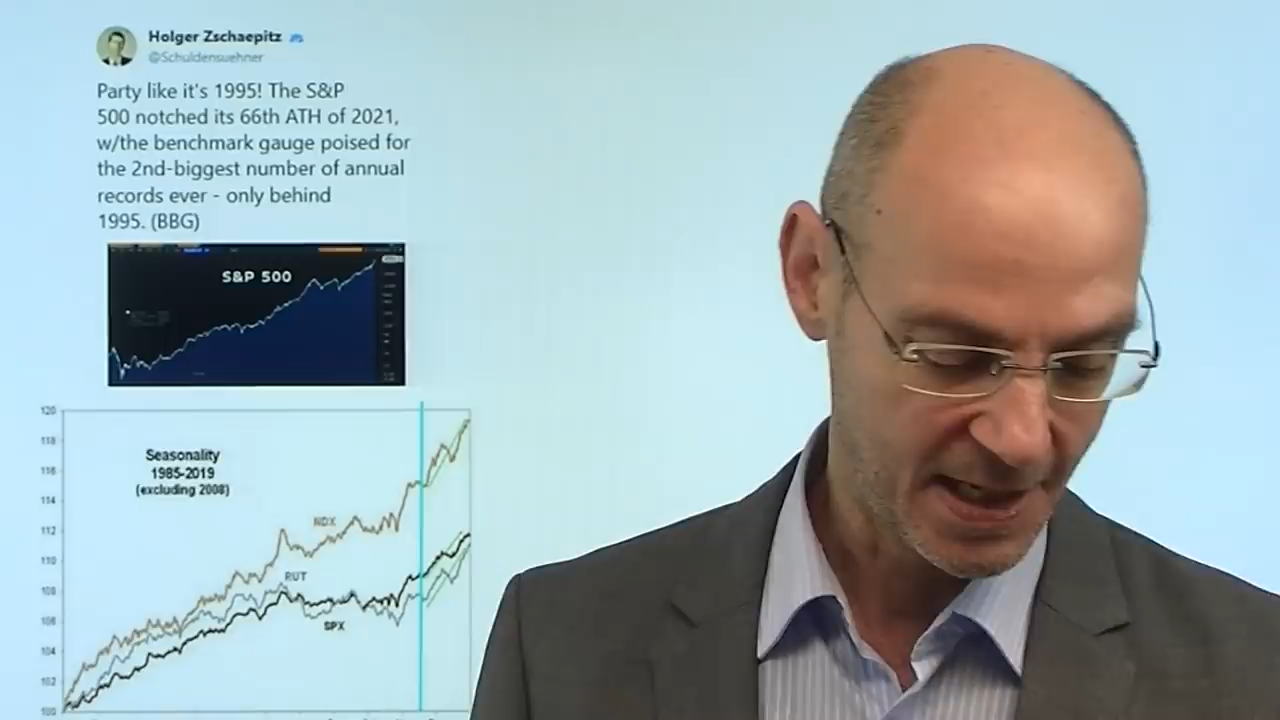 Holger Zschaepitz
@Schuldensuehner
Party like it's 1995! The S&P
500 notched its 66th ATH of 2021,
w/the benchmark gauge poised for
the 2nd-biggest number of annual
records ever - only behind
1995. (BBG)
S&P 500
120
118
116
114
112
110
108
106
104
102
100
Seasonality
1985-2019
(excluding 2008)
NDX
RUT
SPX